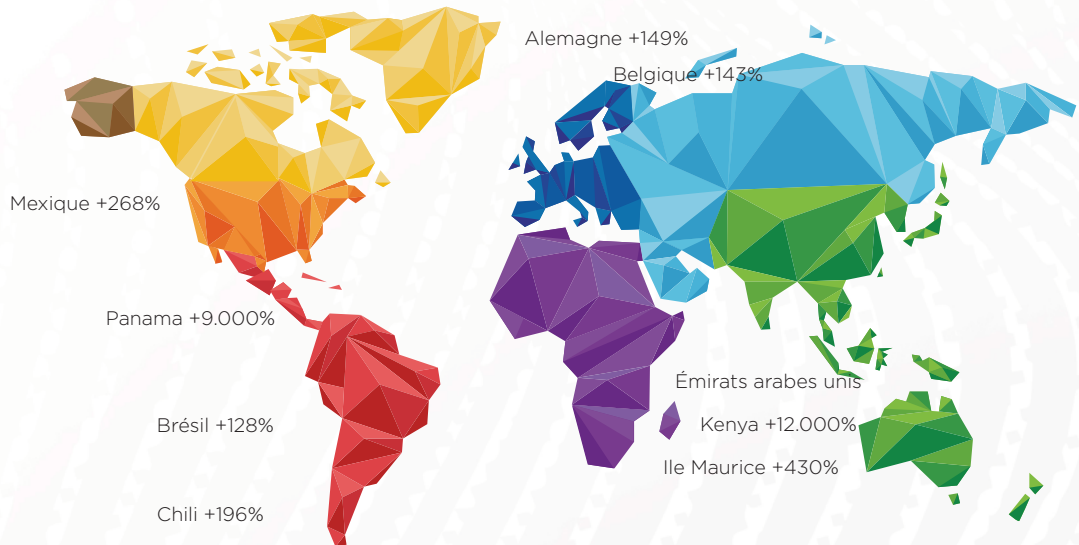 Alemagne +149%
Belgique +143%
Mexique +268%
Panama +9.000%
Émirats arabes unis
Brésil +128%
Kenya +12.000%
Ile Maurice +430%
Chili +196%